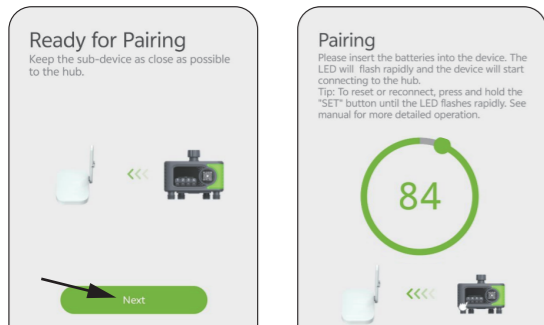 Ready for Pairing
Keep the sub-device as close as possible
to the hub.
Next
Pairing
Please insert the batteries into the device. The
LED will flash rapidly and the device will start
connecting to the hub.
Tip: To reset or reconnect, press and hold the
"SET" button until the LED flashes rapidly. See
manual for more detailed operation.
84